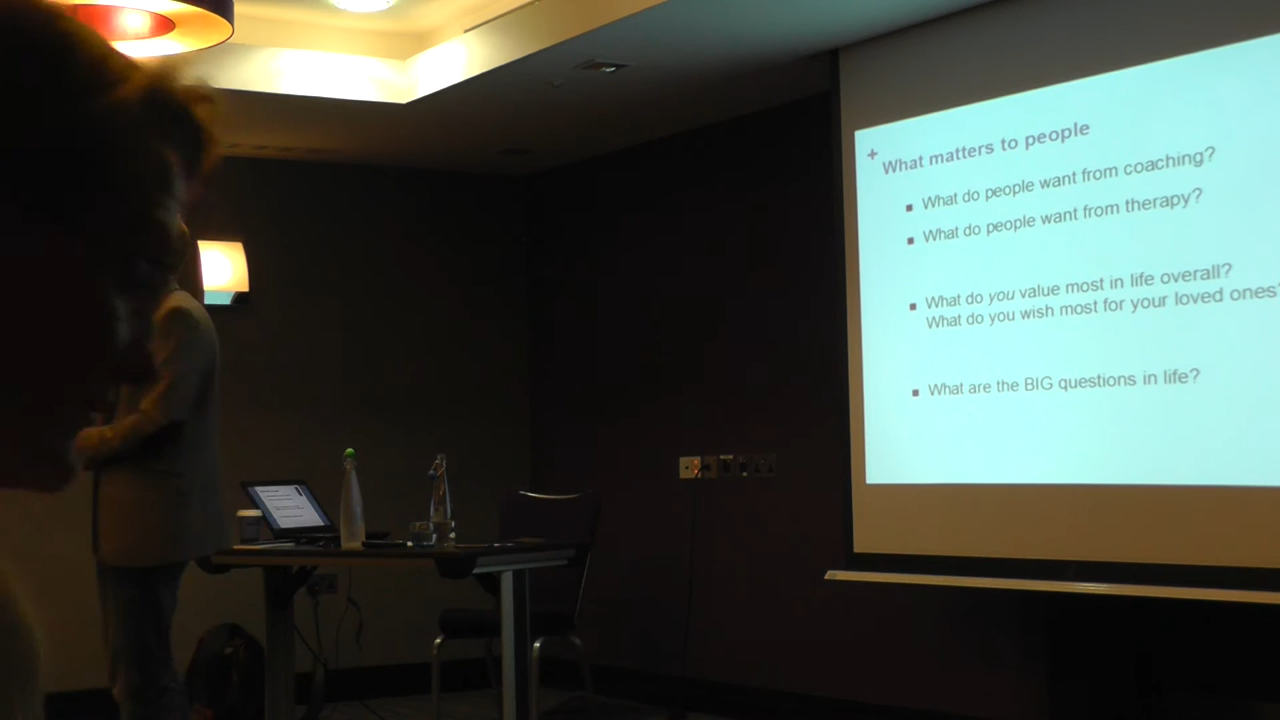 + What matters to people
What do people want from coaching?
What do people want from therapy?
What do you value most in life overall?
What do you wish most for your loved ones?
What are the BIG questions in life?